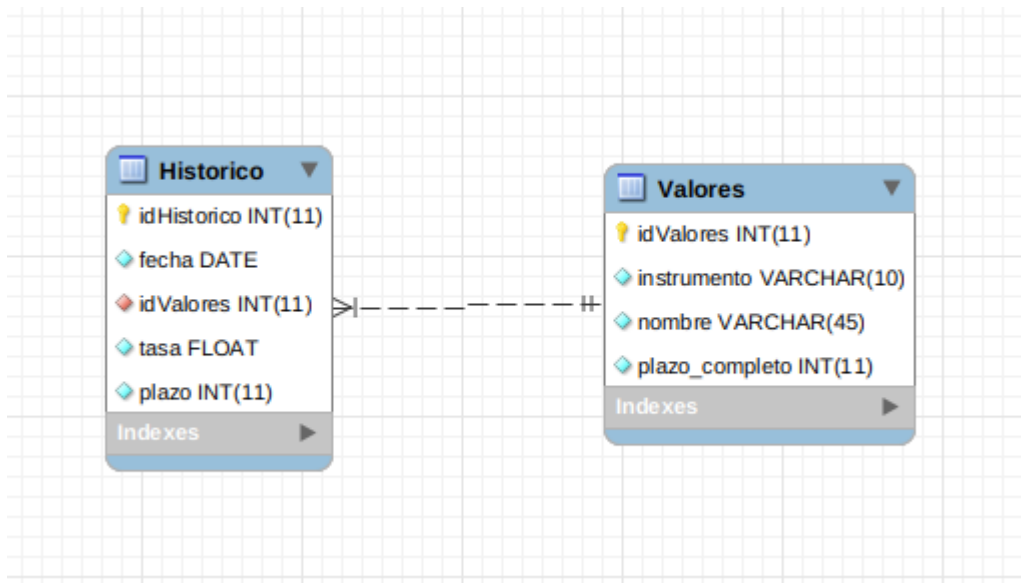 Historico
idHistorico INT(11)
fecha DATE
idValores INT(11)
tasa FLOAT
plazo INT(11)
Indexes
Valores
idValores INT(11)
instrumento VARCHAR(10)
nombre VARCHAR(45)
plazo_completo INT(11)
Indexes